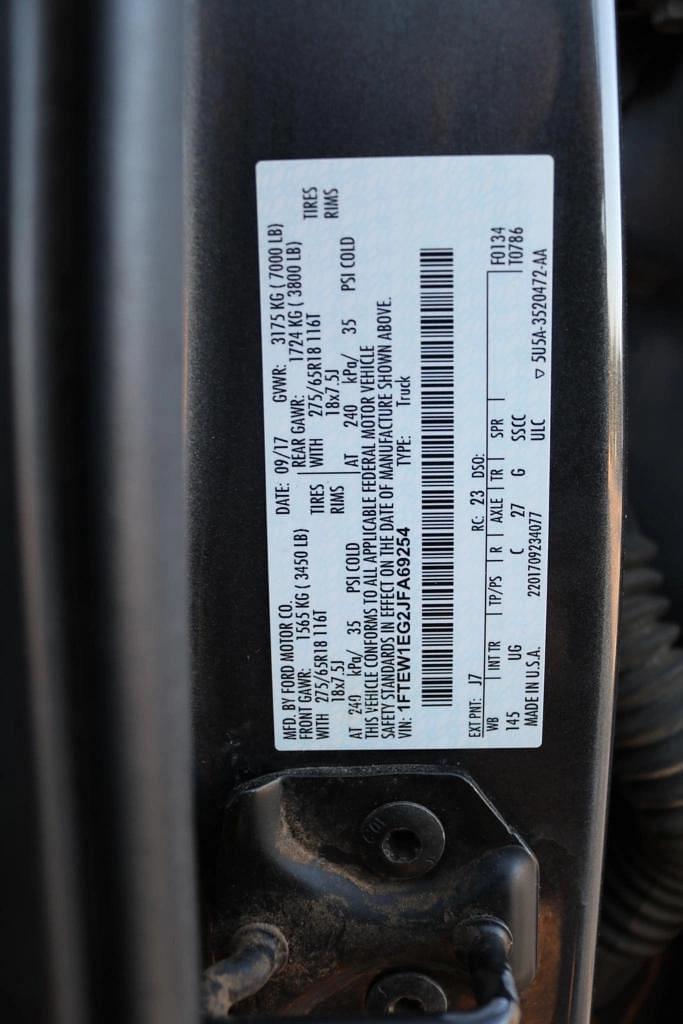 MFD. BY FORD MOTOR CO. DATE: 09/17 GVWR: 3175 KG ( 7000 LB)
FRONT GAWR: 1565 KG ( 3450 LB) REAR GAWR: 1724 KG ( 3800 LB)
WITH 275/65R18 116T TIRES WITH 275/65R18 116T TIRES
18x7.5J RIMS 18x7.5J RIMS
AT 240 kPa/ 35 PSI COLD AT 240 kPa/ 35 PSI COLD
THIS VEHICLE CONFORMS TO ALL APPLICABLE FEDERAL MOTOR VEHICLE
SAFETY STANDARDS IN EFFECT ON THE DATE OF MANUFACTURE SHOWN ABOVE.
VIN: 1FTEW1EG2JFA69254 TYPE: Truck
EXT PNT: J7 RC: 23 DSO:
WB INT TR TP/PS R AXLE TR SPR F0134
145 UG C 27 G SSCC T0786
ULC
MADE IN U.S.A. 2201709234077 ▽ 5U5A-3520472-AA